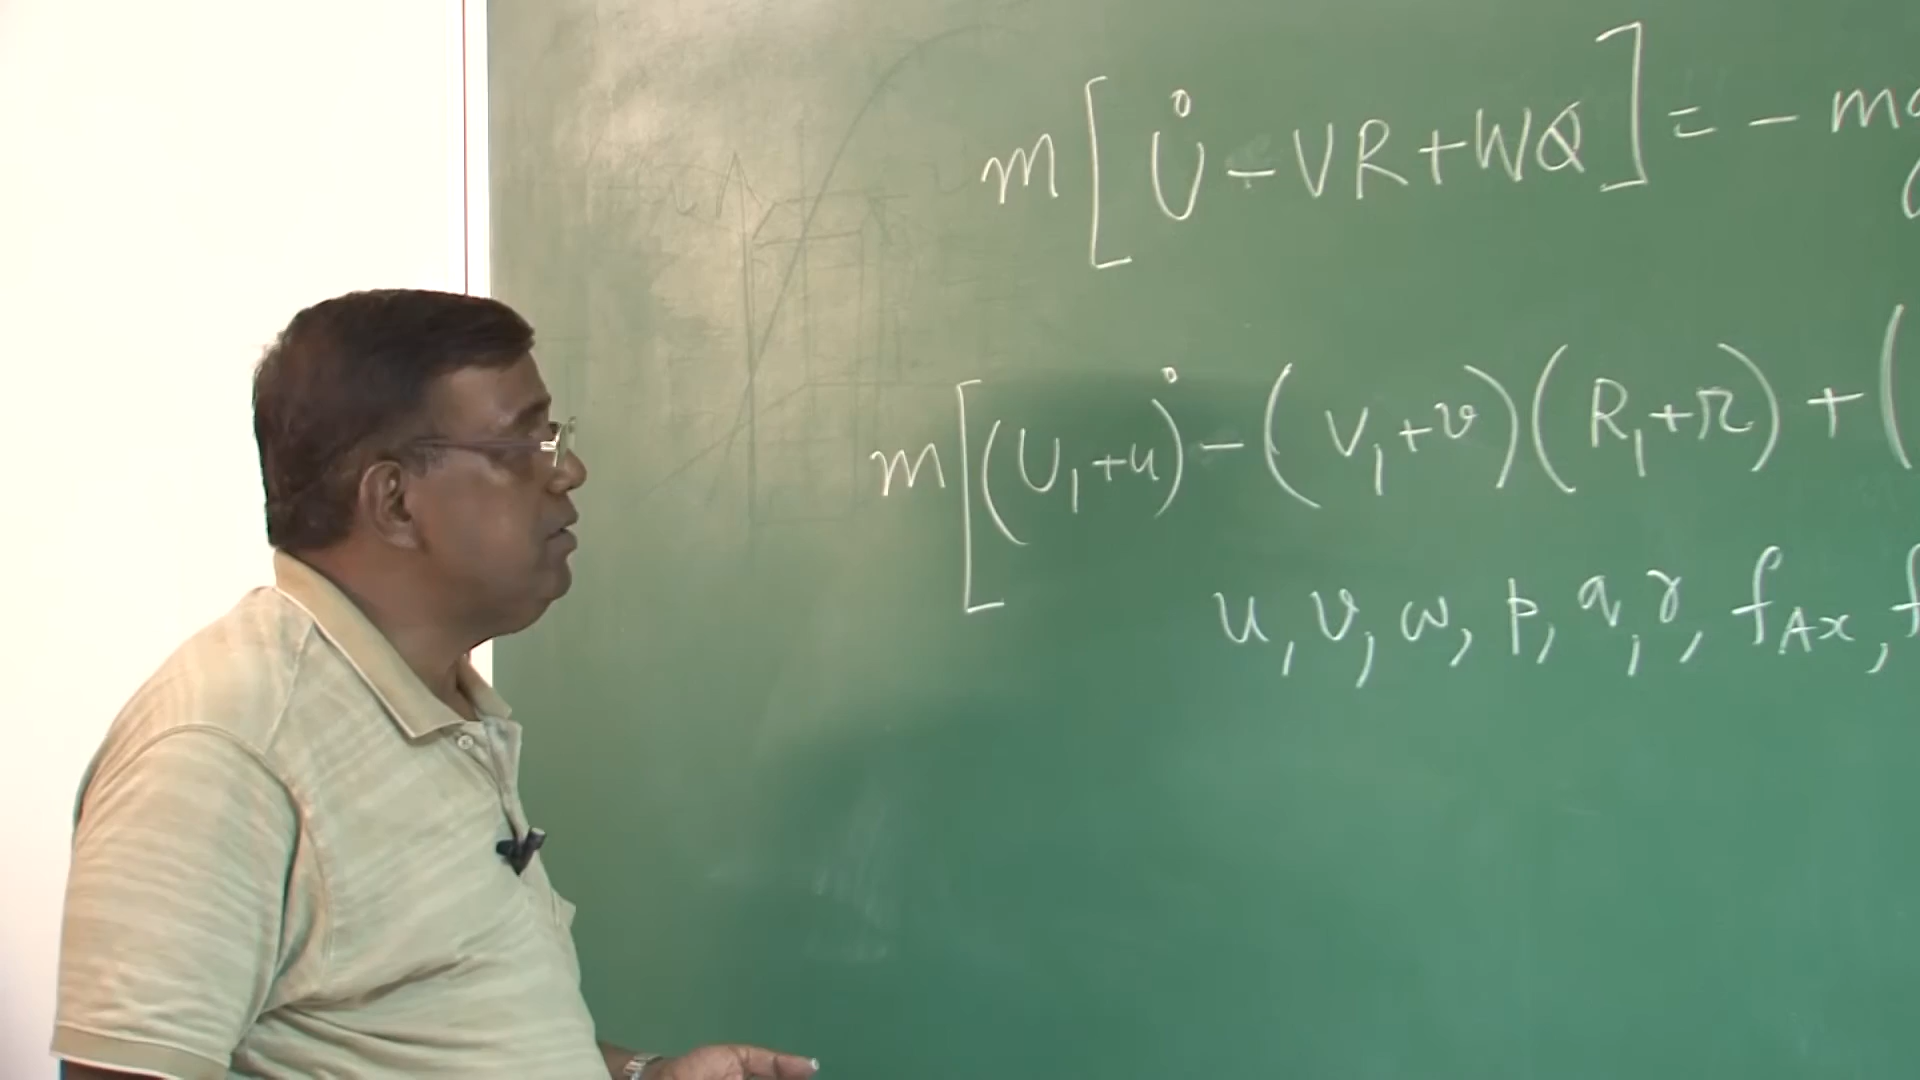 m[U̇ - VR + WQ] = - mg
m[(U₁+u)˙ - (V₁+v)(R₁+r) + (
u, v, w, p, q, r, f_Ax, f